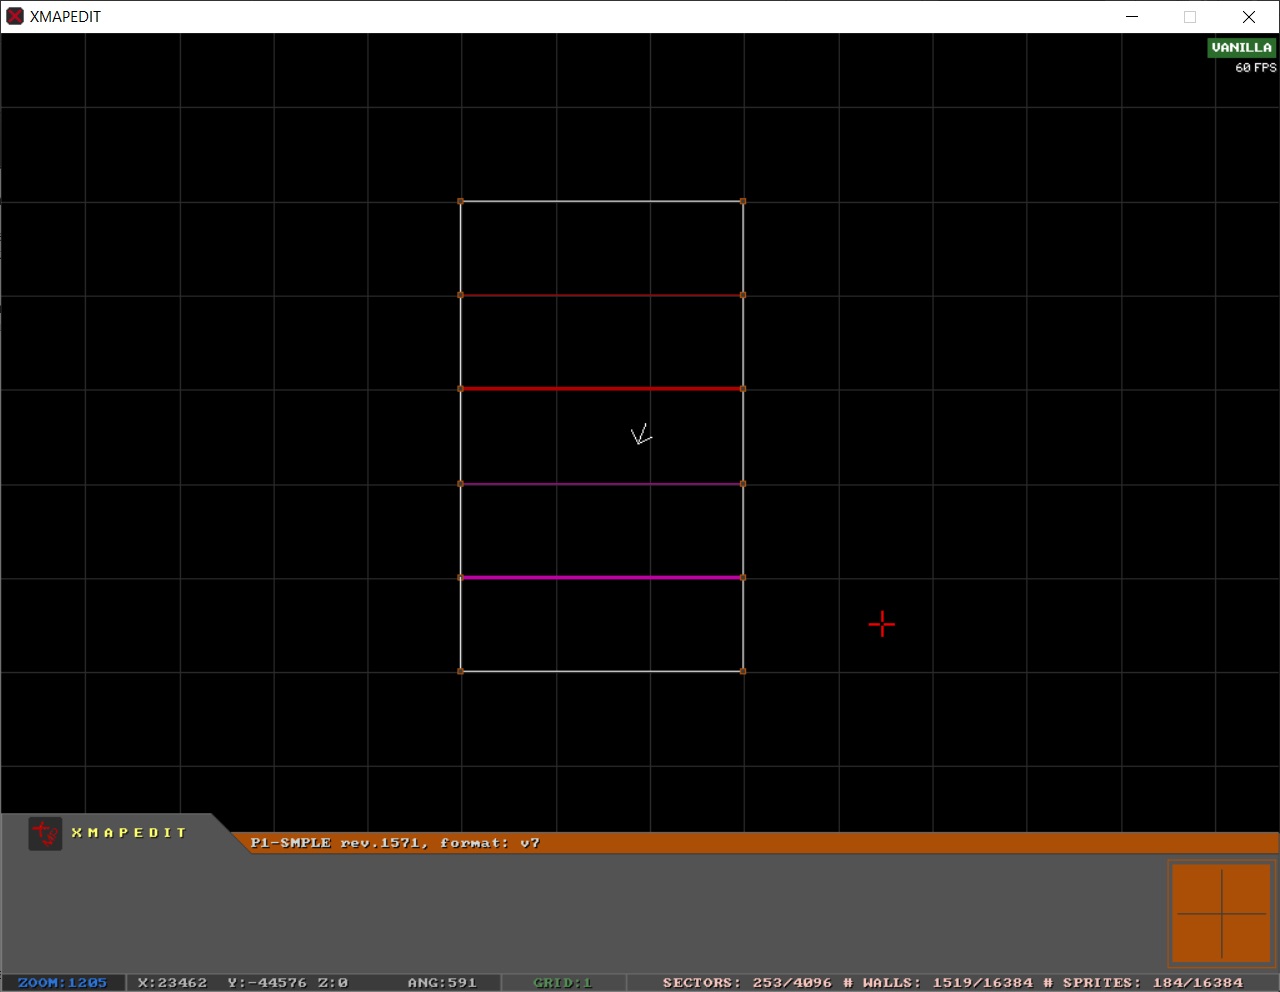 XMAPEDIT
VANILLA
60 FPS
XMAPEDIT
P1-SMPLE rev.1571, format: v7
ZOOM:1205 X:23462 Y:-44576 Z:0 ANG:591 GRID:1 SECTORS: 253/4096 # WALLS: 1519/16384 # SPRITES: 184/16384